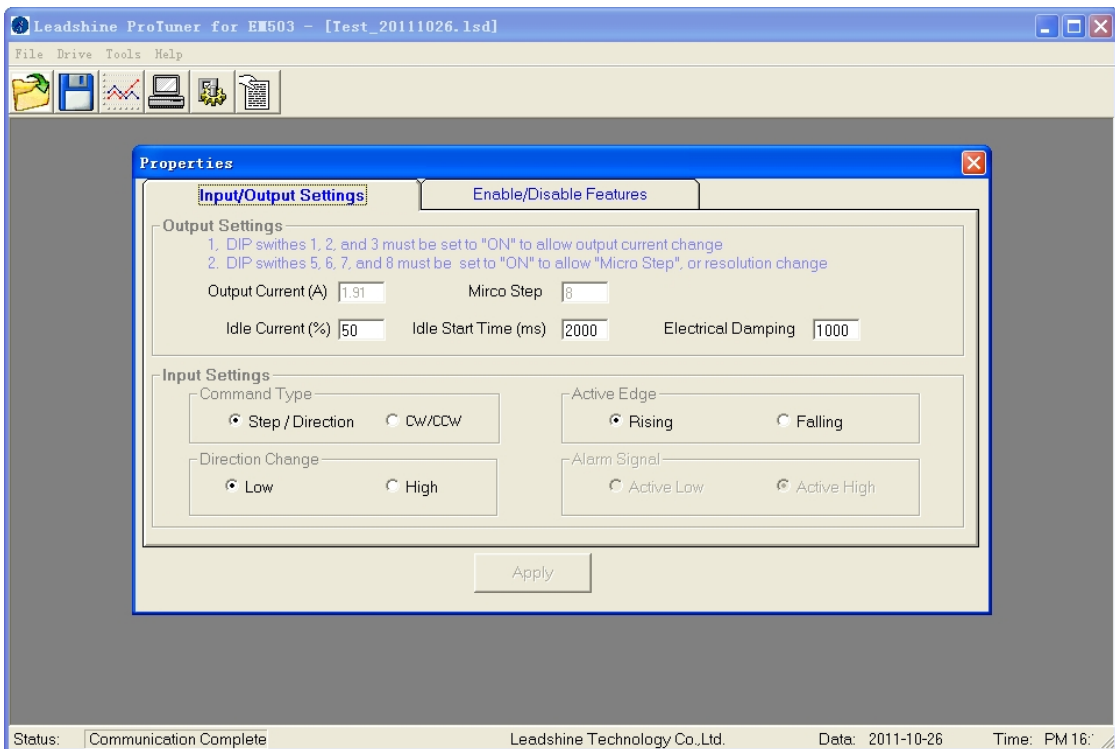 Leadshine ProTuner for EM503 - [Test_20111026.lsd]
File Drive Tools Help
Properties
Input/Output Settings Enable/Disable Features
Output Settings
1, DIP swithes 1, 2, and 3 must be set to "ON" to allow output current change
2. DIP swithes 5, 6, 7, and 8 must be set to "ON" to allow "Micro Step", or resolution change
Output Current (A) 1.91 Mirco Step 8
Idle Current (%) 50 Idle Start Time (ms) 2000 Electrical Damping 1000
Input Settings
Command Type Active Edge
Step / Direction CW/CCW Rising Falling
Direction Change Alarm Signal
Low High Active Low Active High
Apply
Status: Communication Complete Leadshine Technology Co.,Ltd. Data: 2011-10-26 Time: PM 16: